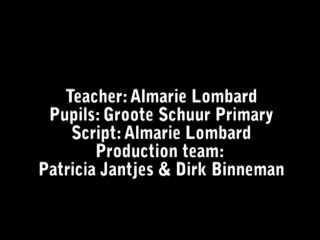 Teacher: Almarie Lombard
Pupils: Groote Schuur Primary
Script: Almarie Lombard
Production team:
Patricia Jantjes & Dirk Binneman